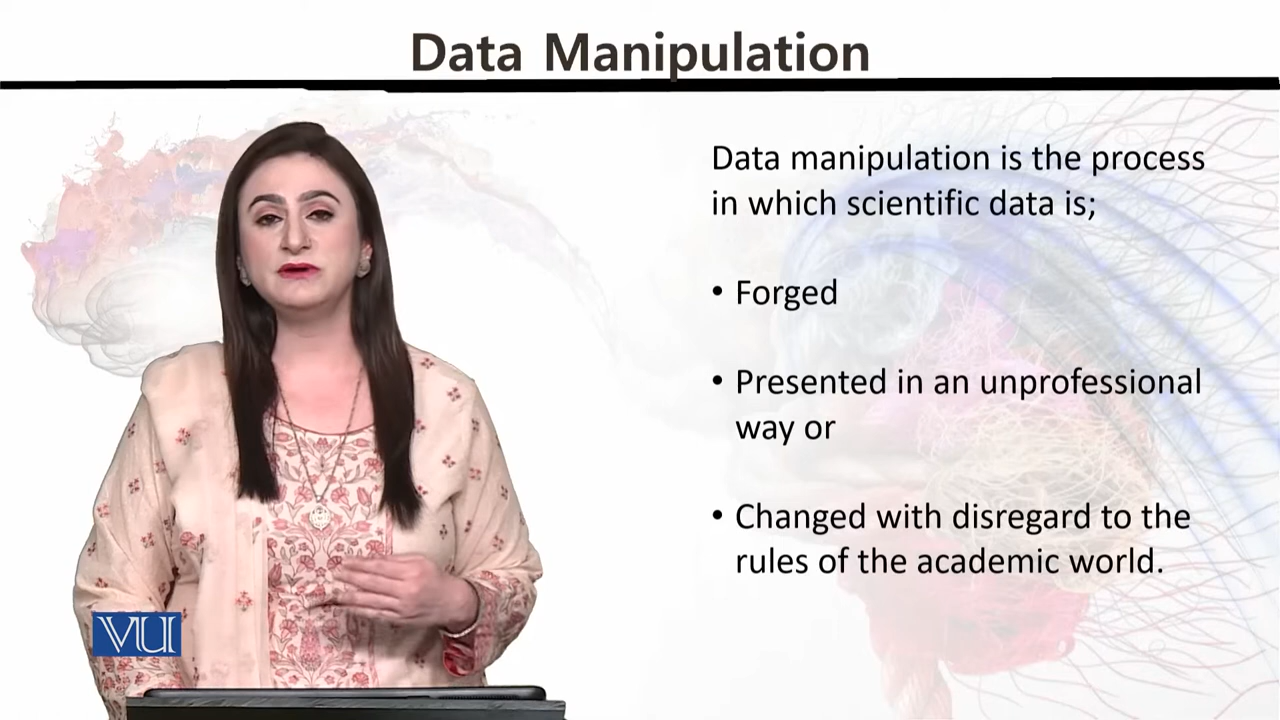 Data Manipulation
Data manipulation is the process
in which scientific data is;
• Forged
• Presented in an unprofessional
way or
• Changed with disregard to the
rules of the academic world.
VU